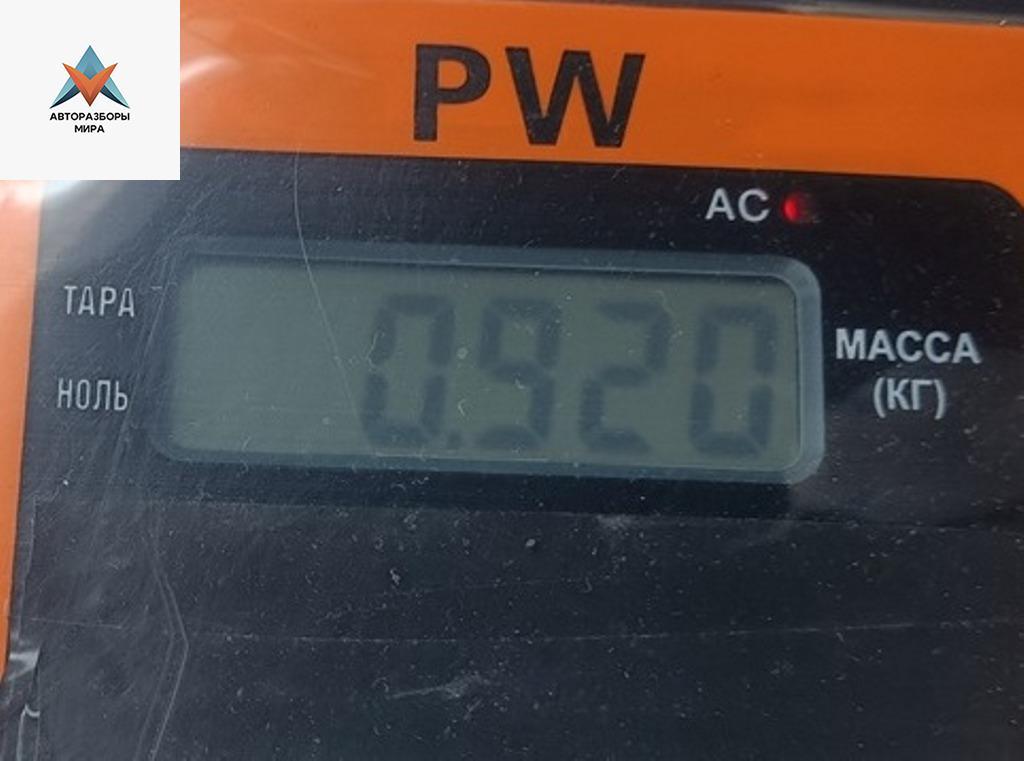 АВТОРАЗБОРЫ
МИРА
PW
AC
ТАРА
НОЛЬ
0.920
МАССА
(КГ)